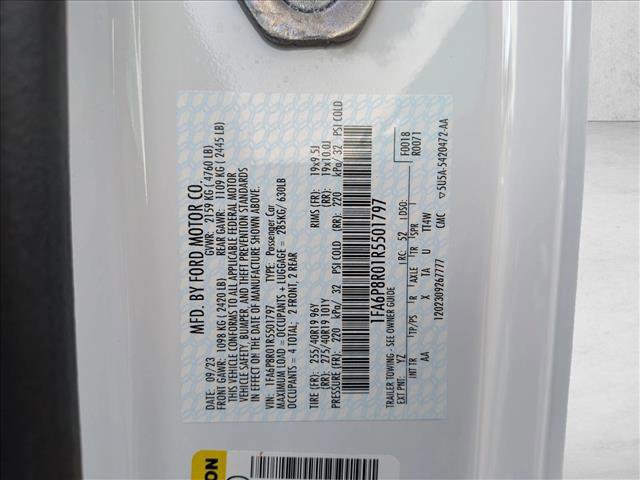 MFD. BY FORD MOTOR CO.
09/23 GVWR: 2159 KG ( 4760 LB)
FRONT GAWR: 1098 KG ( 2420 LB) REAR GAWR: 1109 KG ( 2445 LB)
THIS VEHICLE CONFORMS TO ALL APPLICABLE FEDERAL MOTOR
VEHICLE SAFETY, BUMPER, AND THEFT PREVENTION STANDARDS
IN EFFECT ON THE DATE OF MANUFACTURE SHOWN ABOVE.
VIN: 1FA6P8R01R5501797 TYPE: Passenger Car
MAXIMUM LOAD = OCCUPANTS + LUGGAGE = 285KG/ 630LB
OCCUPANTS = 4 TOTAL: 2 FRONT, 2 REAR
TIRE (FR): 255/40R19 96Y RIMS (FR): 19x9.5J
(RR): 275/40R19 101Y (RR): 19x10.0J
PRESSURE (FR): 220 kPa/ 32 PSI COLD (RR): 220 kPa/ 32 PSI COLD
1FA6P8R01R5501797
TRAILER TOWING - SEE OWNER GUIDE F0018
EXT PNT: YZ RC: 52 DSO: R0071
INT TR TP/PS R AXLE TR SPR
AA X TA U TT4W
1202309267777 CMC ▽5U5A-5420472-AA